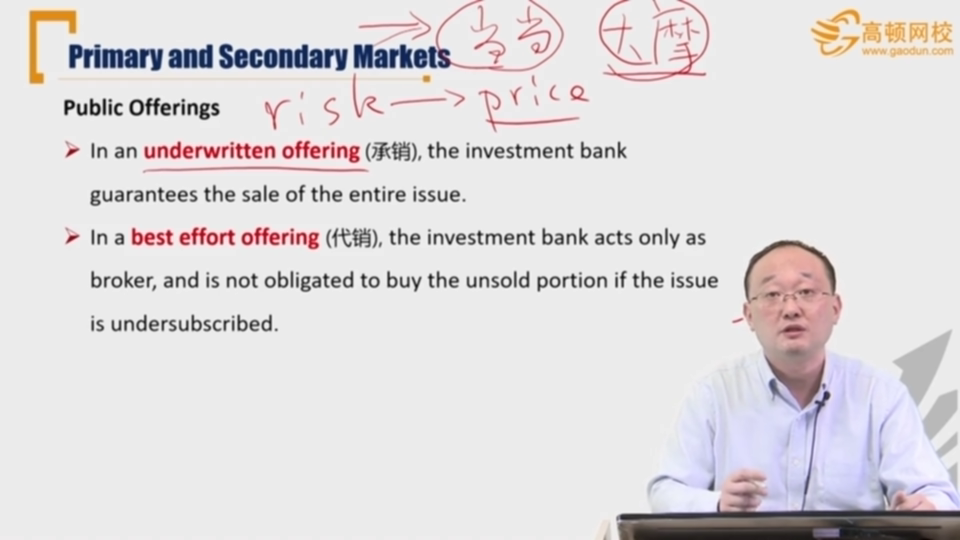 当当 大摩
高顿网校
www.gaodun.com
Primary and Secondary Markets
risk → price
Public Offerings
In an underwritten offering (承销), the investment bank
guarantees the sale of the entire issue.
In a best effort offering (代销), the investment bank acts only as
broker, and is not obligated to buy the unsold portion if the issue
is undersubscribed.